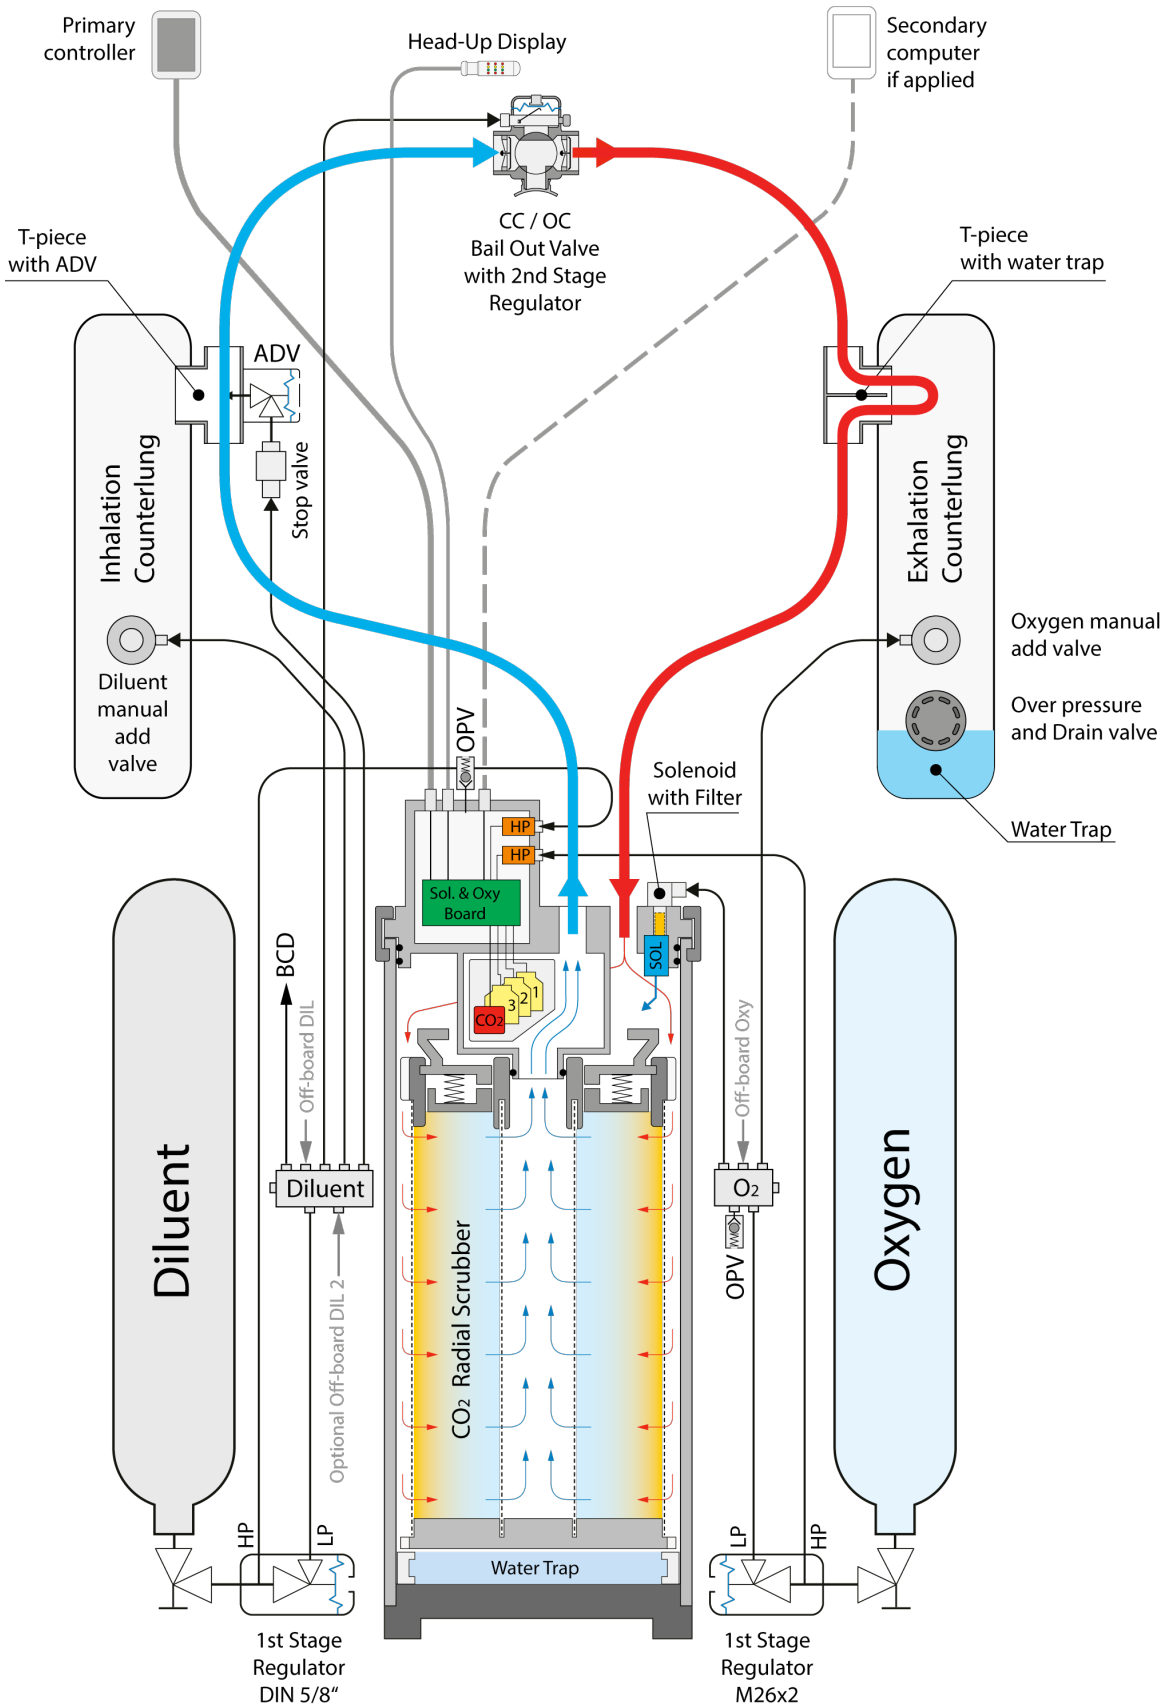 Primary
controller
Head-Up Display
Secondary
computer
if applied
CC / OC
Bail Out Valve
with 2nd Stage
Regulator
T-piece
with ADV
T-piece
with water trap
ADV
Stop valve
Inhalation
Counterlung
Exhalation
Counterlung
Diluent
manual
add
valve
Oxygen manual
add valve
Over pressure
and Drain valve
Water Trap
OPV
Solenoid
with Filter
HP
HP
Sol. & Oxy
Board
SOL
CO2
3
2
1
BCD
Off-board DIL
Off-board Oxy
Diluent
Diluent
O2
Oxygen
OPV
Optional Off-board DIL 2
CO2 Radial Scrubber
HP
LP
LP
HP
Water Trap
1st Stage
Regulator
DIN 5/8“
1st Stage
Regulator
M26x2